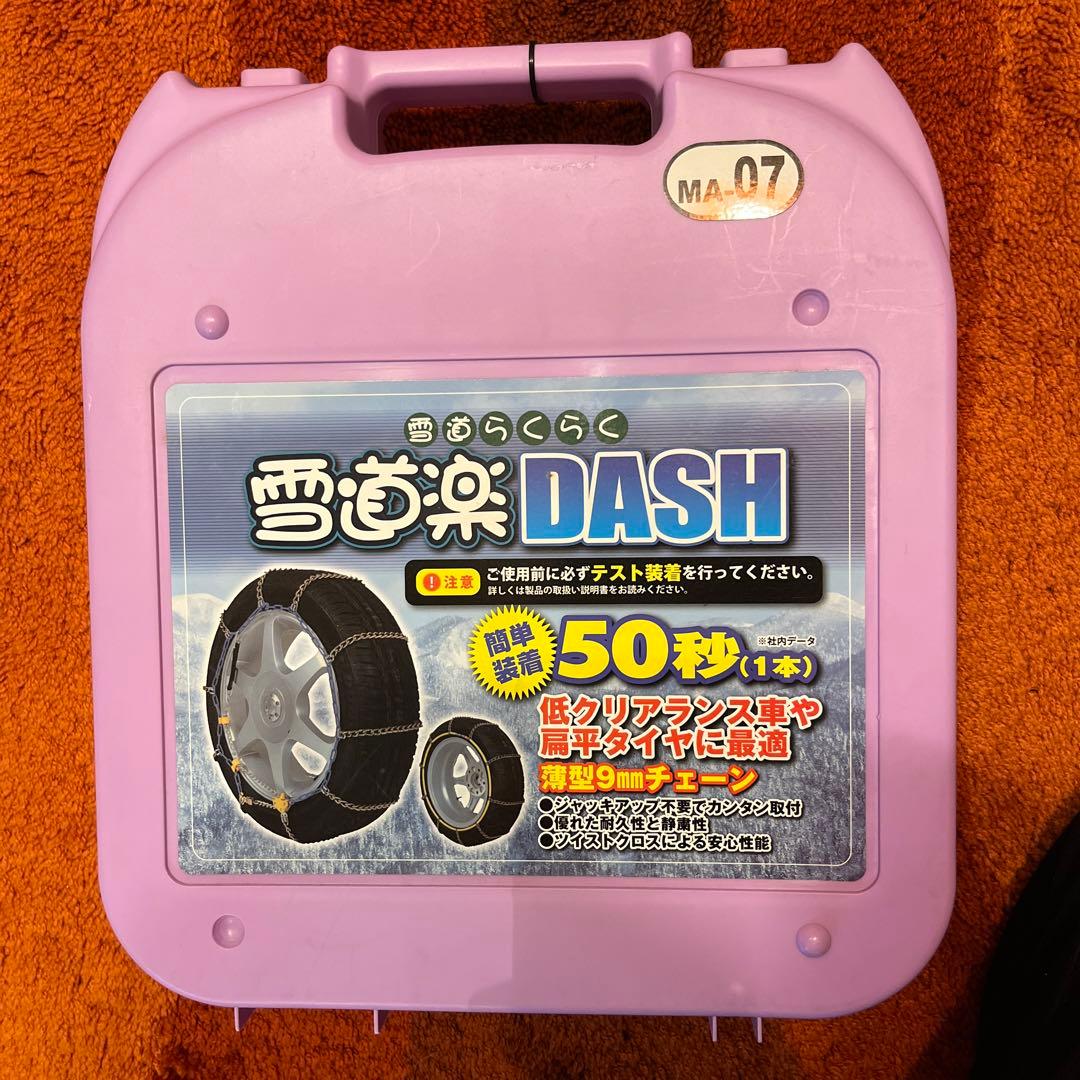 MA-07
雪道らくらく
雪道楽DASH
! 注意 ご使用前に必ずテスト装着を行ってください。
詳しくは製品の取扱い説明書をお読みください。
簡単装着
50秒(1本)
※社内データ
低クリアランス車や
扁平タイヤに最適
薄型9mmチェーン
●ジャッキアップ不要でカンタン取付
●優れた耐久性と静粛性
●ツイストクロスによる安心性能